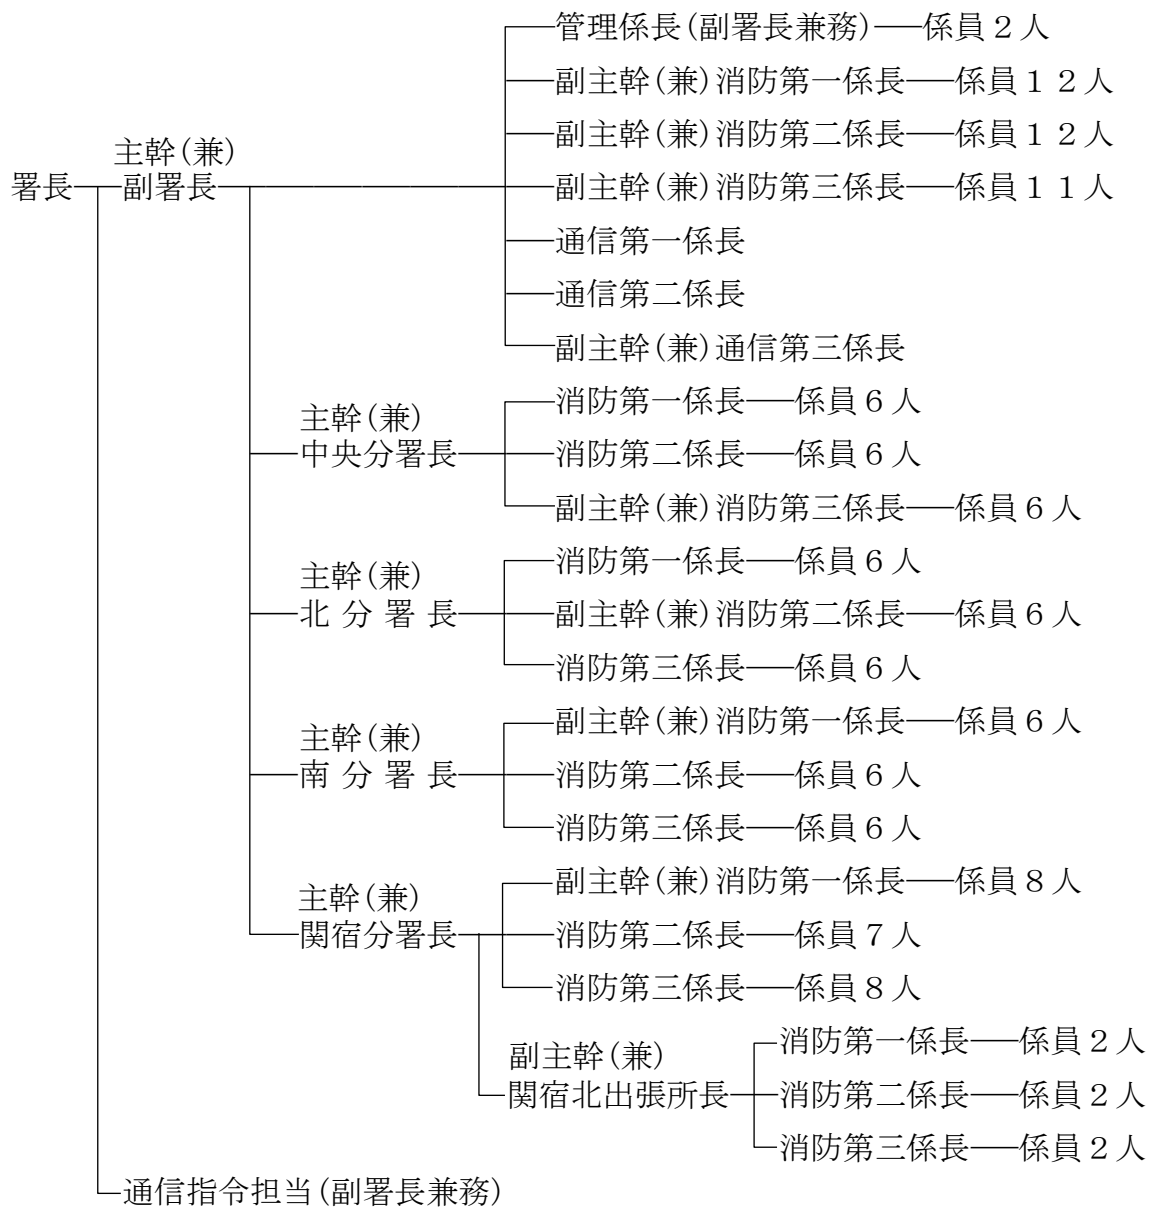 管理係長(副署長兼務)──係員２人
副主幹(兼)消防第一係長──係員１２人
副主幹(兼)消防第二係長──係員１２人
主幹(兼)
署長 副署長 副主幹(兼)消防第三係長──係員１１人
通信第一係長
通信第二係長
副主幹(兼)通信第三係長
消防第一係長──係員６人
主幹(兼)
中央分署長 消防第二係長──係員６人
副主幹(兼)消防第三係長──係員６人
消防第一係長──係員６人
主幹(兼)
北分署長 副主幹(兼)消防第二係長──係員６人
消防第三係長──係員６人
副主幹(兼)消防第一係長──係員６人
主幹(兼)
南分署長 消防第二係長──係員６人
消防第三係長──係員６人
副主幹(兼)消防第一係長──係員８人
主幹(兼)
関宿分署長 消防第二係長──係員７人
消防第三係長──係員８人
消防第一係長──係員２人
副主幹(兼)
関宿北出張所長 消防第二係長──係員２人
消防第三係長──係員２人
通信指令担当(副署長兼務)